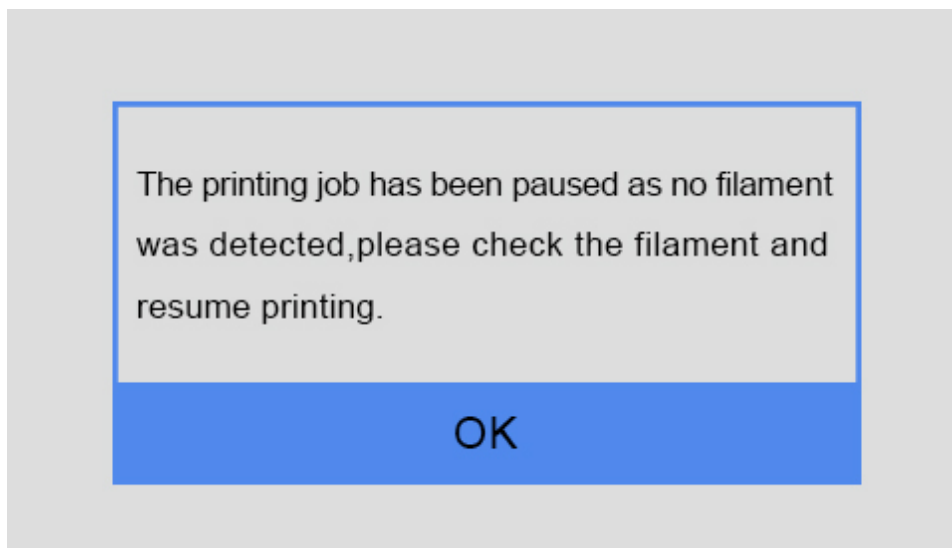 The printing job has been paused as no filament
was detected,please check the filament and
resume printing.
OK